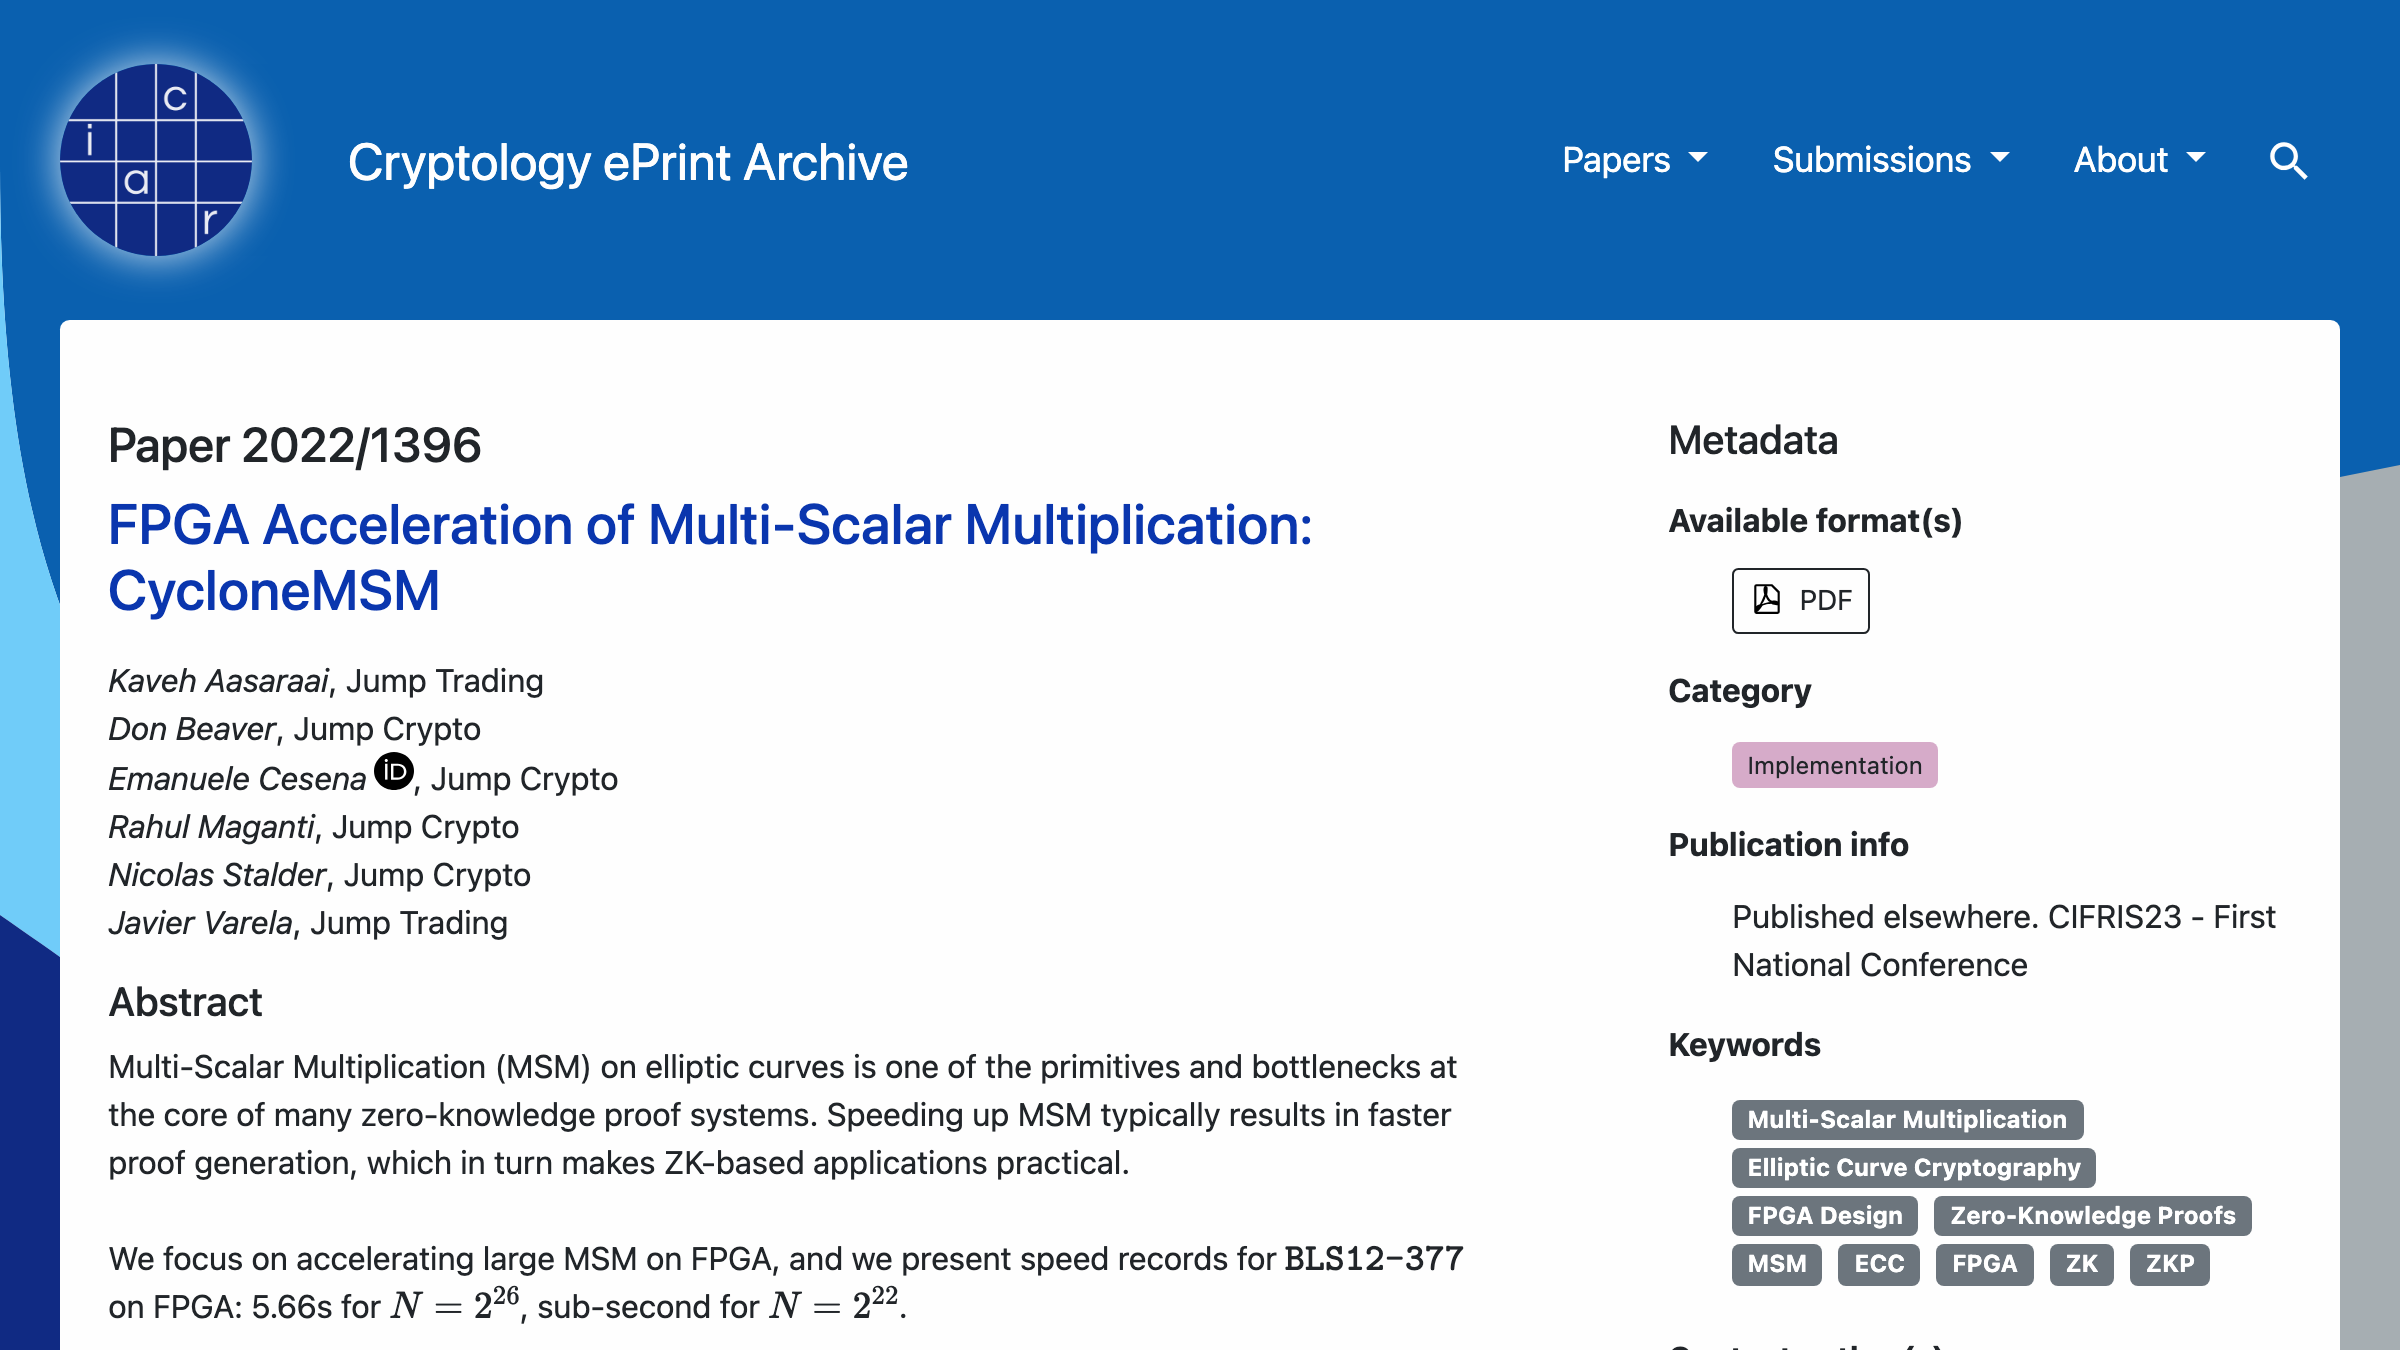 c
i
a
r
Cryptology ePrint Archive
Papers
Submissions
About
Paper 2022/1396
FPGA Acceleration of Multi-Scalar Multiplication:
CycloneMSM
Kaveh Aasaraai, Jump Trading
Don Beaver, Jump Crypto
Emanuele Cesena iD, Jump Crypto
Rahul Maganti, Jump Crypto
Nicolas Stalder, Jump Crypto
Javier Varela, Jump Trading
Abstract
Multi-Scalar Multiplication (MSM) on elliptic curves is one of the primitives and bottlenecks at
the core of many zero-knowledge proof systems. Speeding up MSM typically results in faster
proof generation, which in turn makes ZK-based applications practical.
We focus on accelerating large MSM on FPGA, and we present speed records for BLS12-377
on FPGA: 5.66s for N = 2^26, sub-second for N = 2^22.
Metadata
Available format(s)
PDF
Category
Implementation
Publication info
Published elsewhere. CIFRIS23 - First
National Conference
Keywords
Multi-Scalar Multiplication
Elliptic Curve Cryptography
FPGA Design Zero-Knowledge Proofs
MSM ECC FPGA ZK ZKP